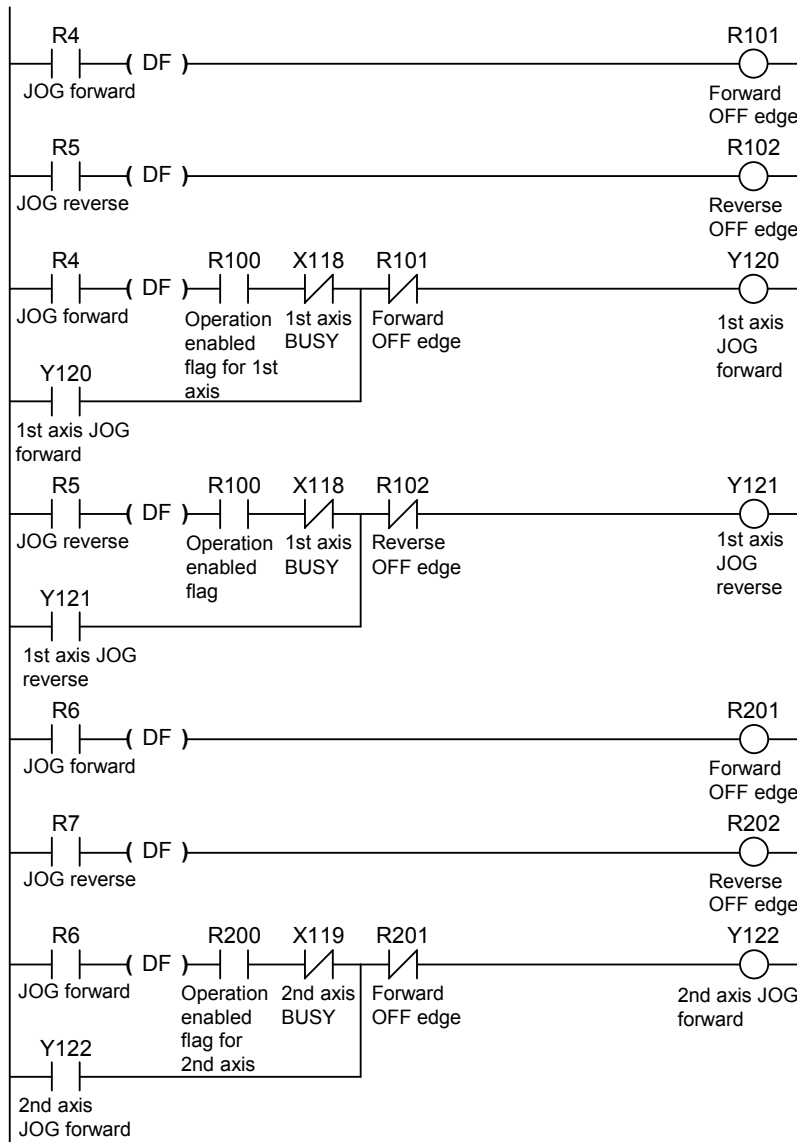 R4 R101
( DF )
JOG forward Forward
OFF edge
R5 R102
( DF )
JOG reverse Reverse
OFF edge
R4 R100 X118 R101 Y120
( DF )
JOG forward Operation 1st axis Forward 1st axis
enabled BUSY OFF edge JOG
flag for 1st forward
axis
Y120
1st axis JOG
forward
R5 R100 X118 R102 Y121
( DF )
JOG reverse Operation 1st axis Reverse 1st axis
enabled BUSY OFF edge JOG
flag reverse
Y121
1st axis JOG
reverse
R6 R201
( DF )
JOG forward Forward
OFF edge
R7 R202
( DF )
JOG reverse Reverse
OFF edge
R6 R200 X119 R201 Y122
( DF )
JOG forward Operation 2nd axis Forward 2nd axis JOG
enabled BUSY OFF edge forward
flag for
2nd axis
Y122
2nd axis
JOG forward